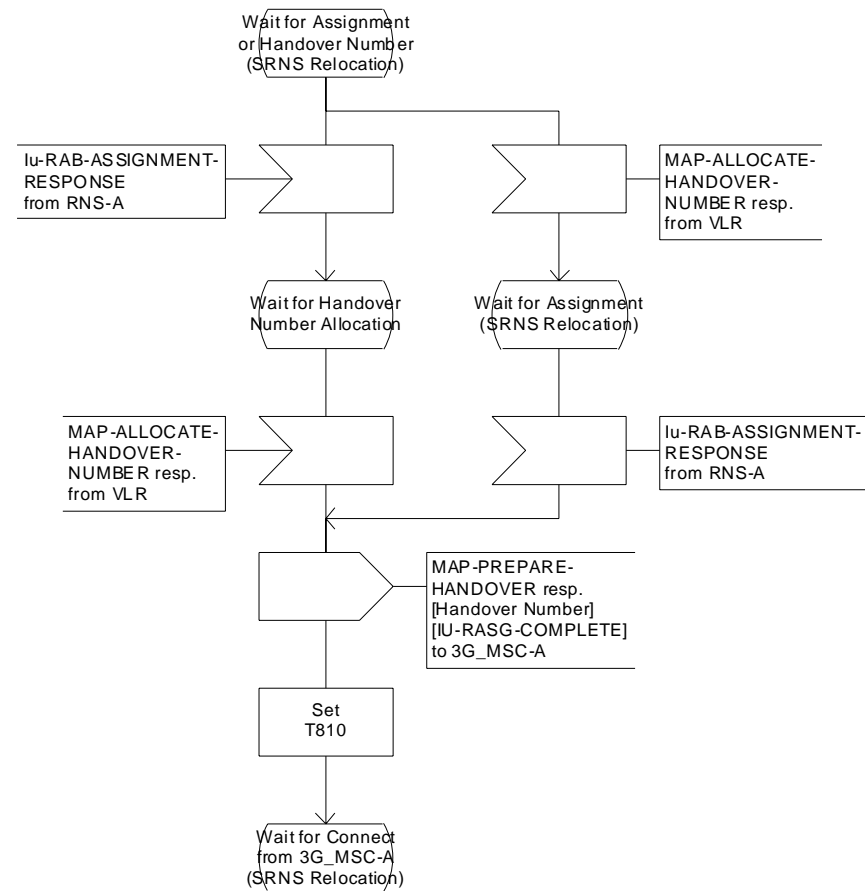 Wait for Assignment
or Handover Number
(SRNS Relocation)
Iu-RAB-ASSIGNMENT-
RESPONSE
from RNS-A
MAP-ALLOCATE-
HANDOVER-
NUMBER resp.
from VLR
Wait for Handover
Number Allocation
Wait for Assignment
(SRNS Relocation)
MAP-ALLOCATE-
HANDOVER-
NUMBER resp.
from VLR
Iu-RAB-ASSIGNMENT-
RESPONSE
from RNS-A
MAP-PREPARE-
HANDOVER resp.
[Handover Number]
[IU-RASG-COMPLETE]
to 3G_MSC-A
Set
T810
Wait for Connect
from 3G_MSC-A
(SRNS Relocation)